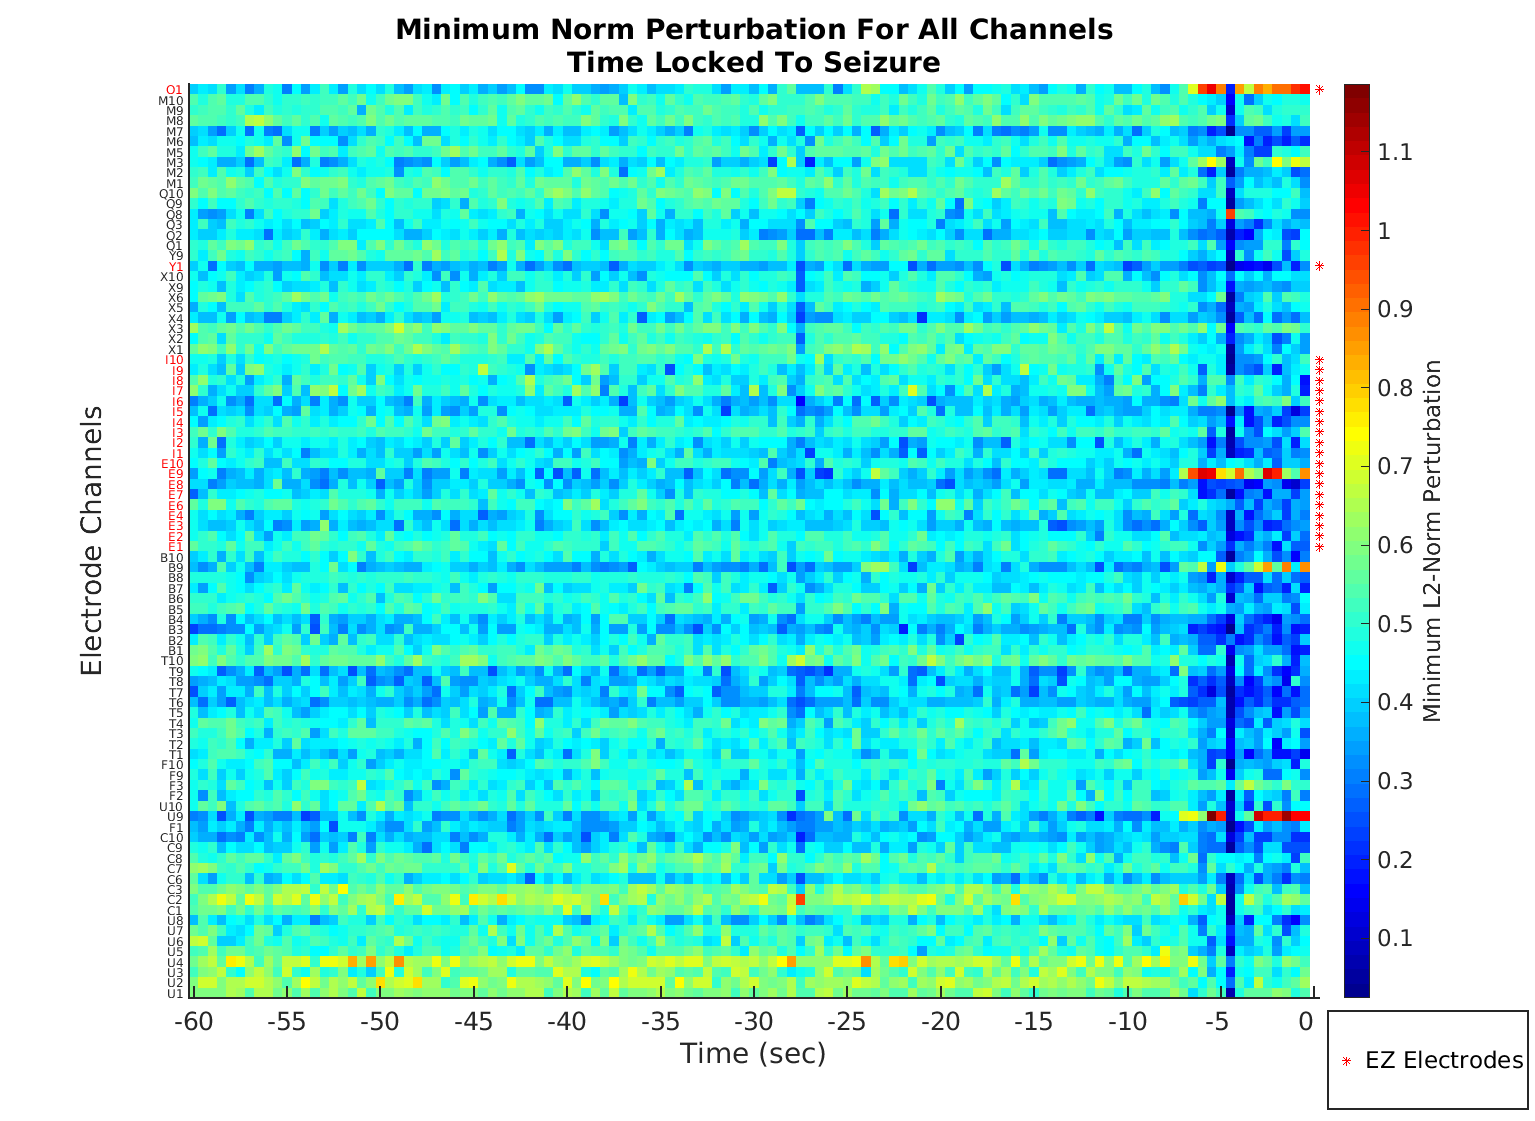 Minimum Norm Perturbation For All Channels
Time Locked To Seizure
Electrode Channels
O1
M10
M9
M8
M7
M6
M5
M3
M2
M1
Q10
Q9
Q8
Q3
Q2
Q1
Y9
Y1
X10
X9
X6
X5
X4
X3
X2
X1
I10
I9
I8
I7
I6
I5
I4
I3
I2
I1
E10
E9
E8
E7
E6
E4
E3
E2
E1
B10
B9
B8
B7
B6
B5
B4
B3
B2
B1
T10
T9
T8
T7
T6
T5
T4
T3
T2
T1
F10
F9
F3
F2
U10
U9
F1
C10
C9
C8
C7
C6
C3
C2
C1
U8
U7
U6
U5
U4
U3
U2
U1
-60 -55 -50 -45 -40 -35 -30 -25 -20 -15 -10 -5 0
Time (sec)
1.1
1
0.9
0.8
0.7
0.6
0.5
0.4
0.3
0.2
0.1
Minimum L2-Norm Perturbation
EZ Electrodes